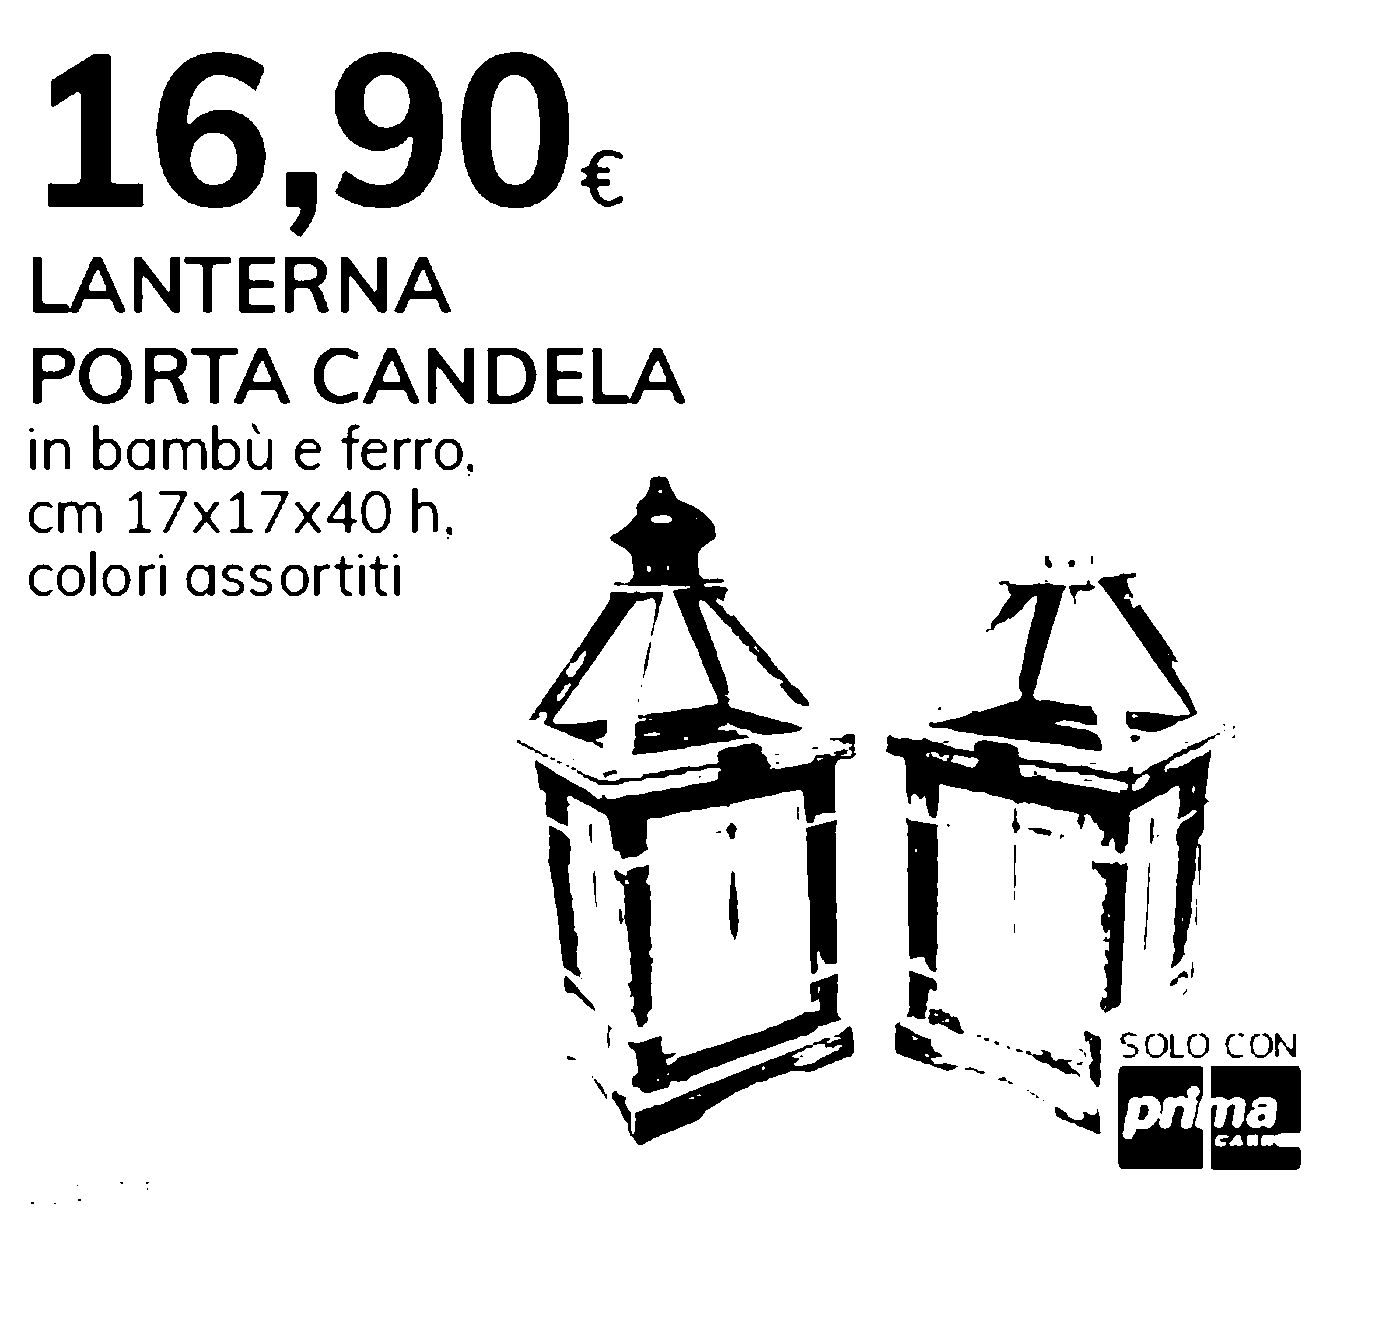 16,90€
LANTERNA
PORTA CANDELA
in bambù e ferro,
cm 17x17x40 h,
colori assortiti
SOLO CON
prima